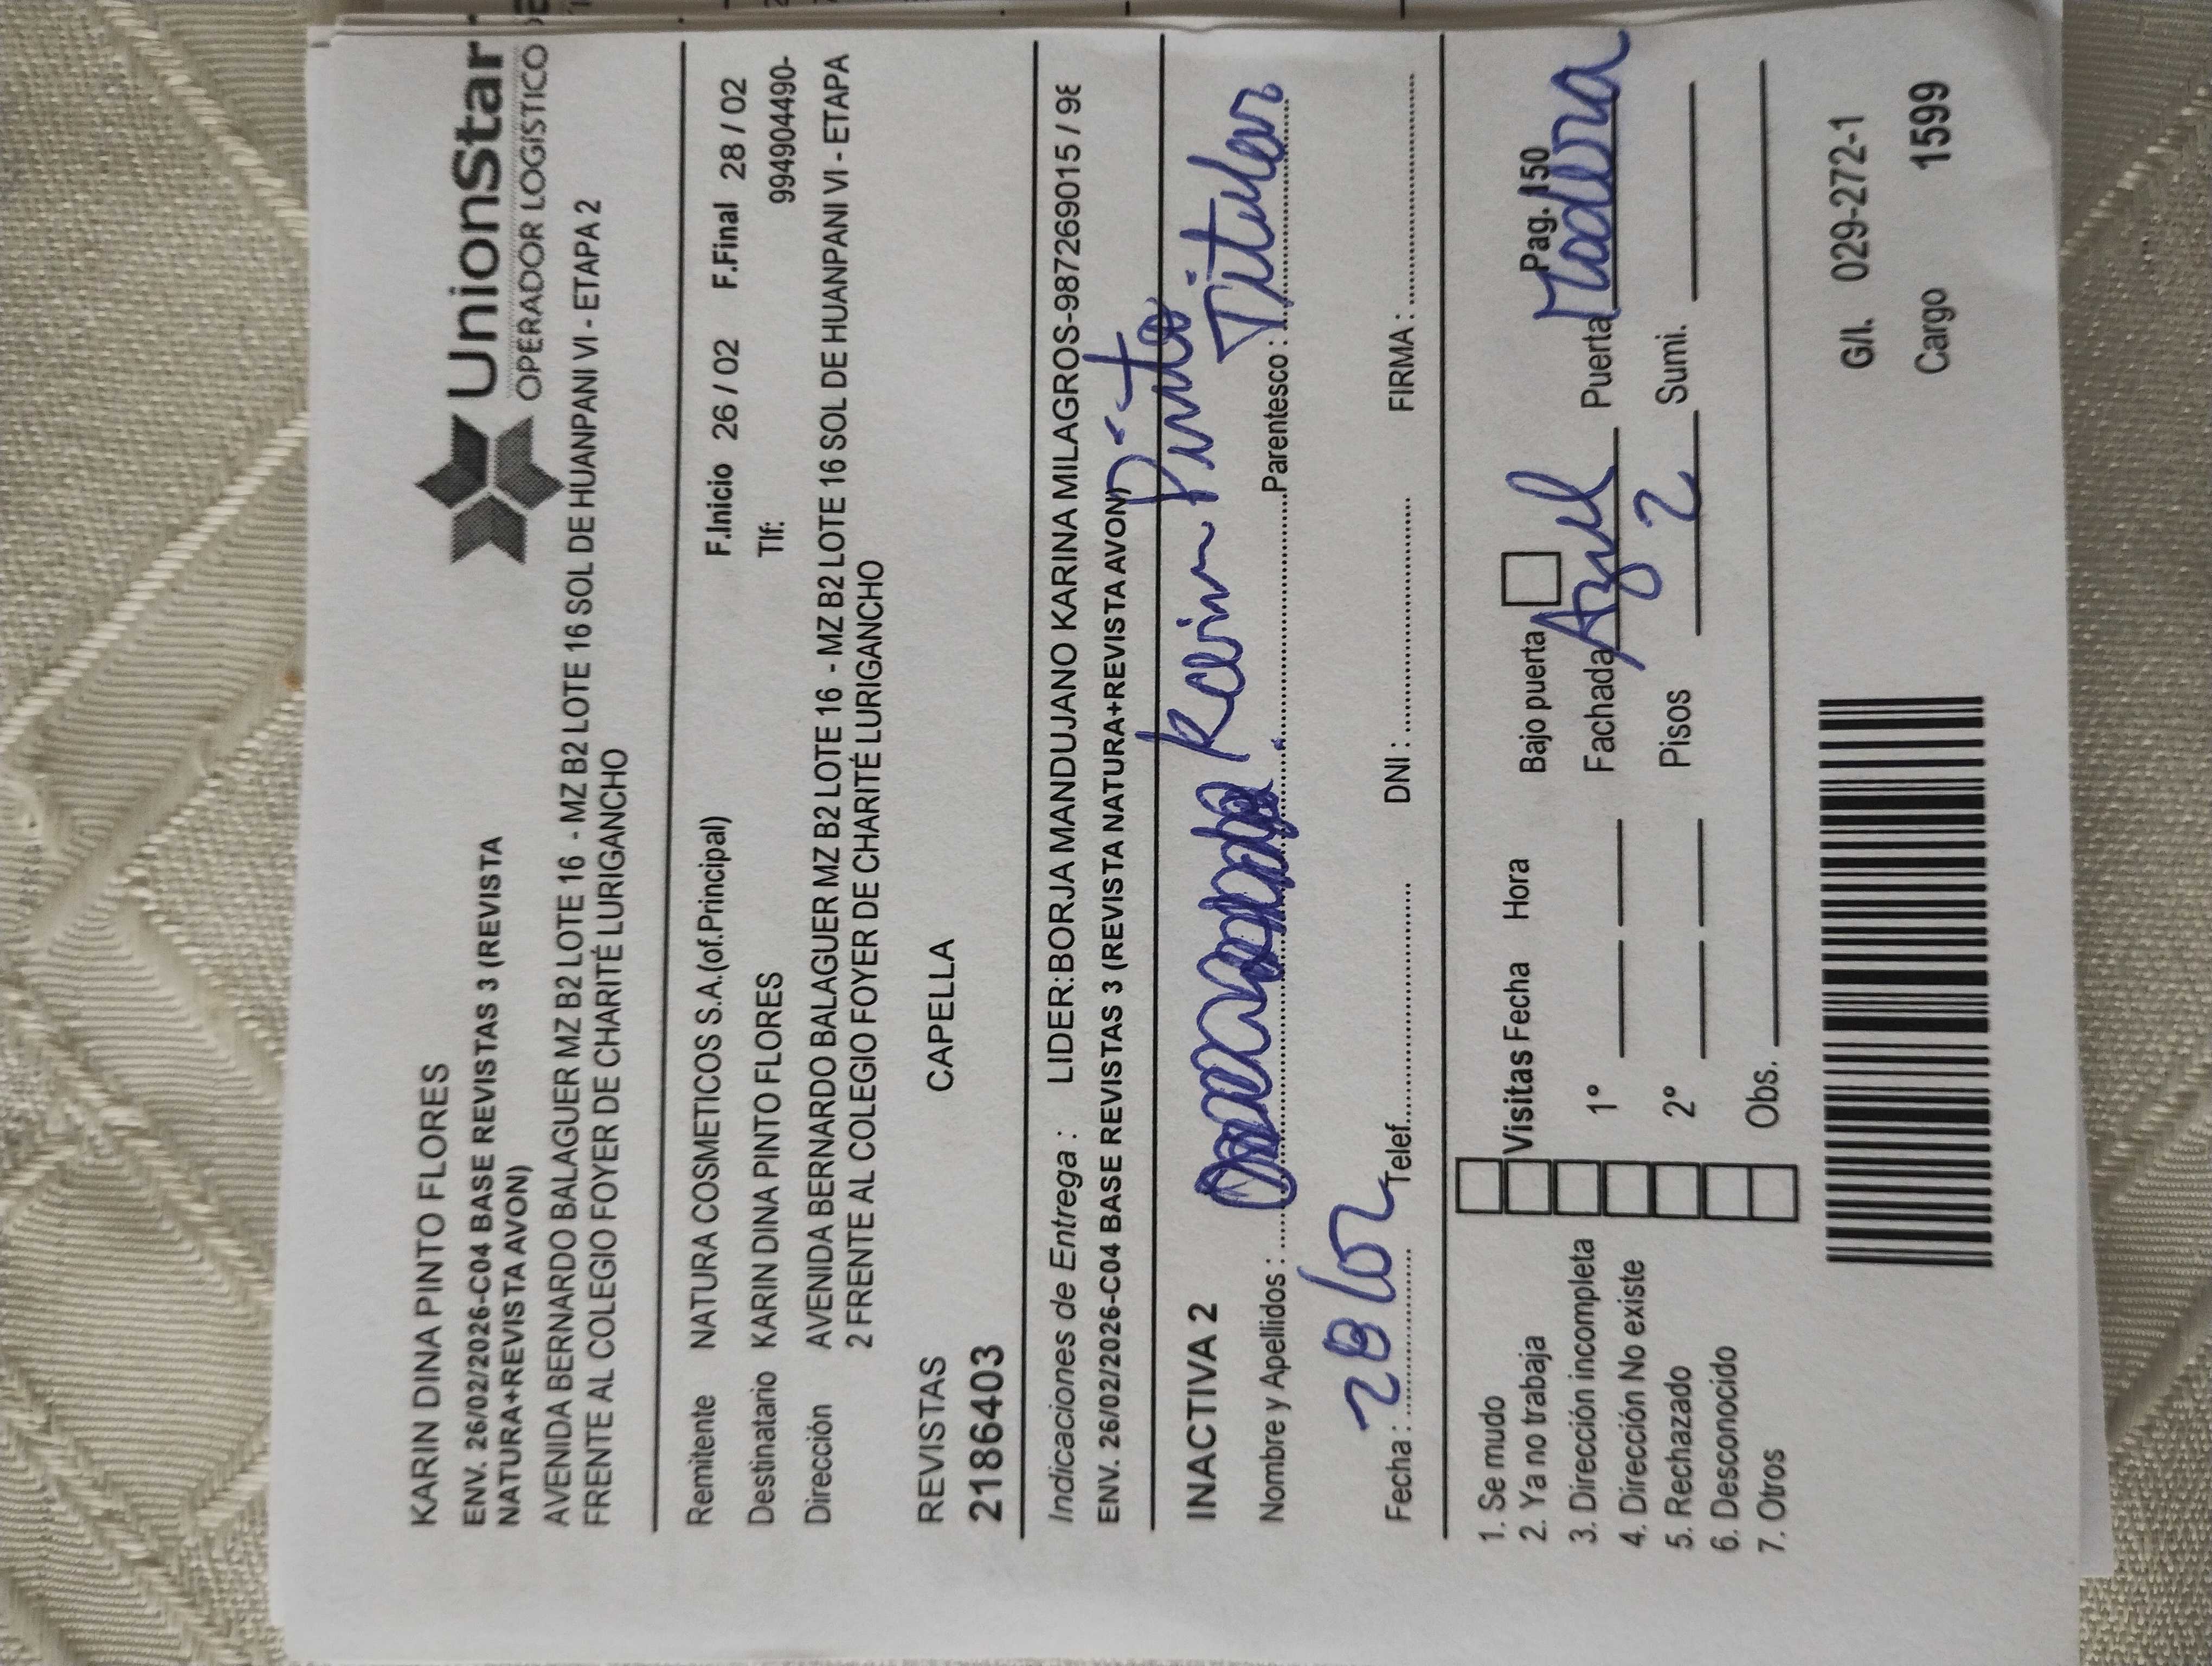 UnionStar
OPERADOR LOGÍSTICO
KARIN DINA PINTO FLORES
ENV. 26/02/2026-C04 BASE REVISTAS 3 (REVISTA
NATURA+REVISTA AVON)
AVENIDA BERNARDO BALAGUER MZ B2 LOTE 16 - MZ B2 LOTE 16 SOL DE HUANPANI VI - ETAPA 2
FRENTE AL COLEGIO FOYER DE CHARITÉ LURIGANCHO
Remitente NATURA COSMETICOS S.A.(of.Principal) F.Inicio 26 / 02 F.Final 28 / 02
Destinatario KARIN DINA PINTO FLORES Tlf: 994904490-
Dirección AVENIDA BERNARDO BALAGUER MZ B2 LOTE 16 - MZ B2 LOTE 16 SOL DE HUANPANI VI - ETAPA
2 FRENTE AL COLEGIO FOYER DE CHARITÉ LURIGANCHO
REVISTAS CAPELLA
21864403
Indicaciones de Entrega : LIDER:BORJA MANDUJANO KARINA MILAGROS-987269015 / 98
ENV. 26/02/2026-C04 BASE REVISTAS 3 (REVISTA NATURA+REVISTA AVON)
INACTIVA 2
Nombre y Apellidos : Karin Pinto Parentesco : Titular
Fecha : 28/02 Telef. DNI : FIRMA :
Pag. 150
1. Se mudo
2. Ya no trabaja Visitas Fecha Hora Bajo puerta
3. Dirección incompleta 1º Fachada Azul Puerta Madera
4. Dirección No existe
5. Rechazado 2º Pisos 2 Sumi.
6. Desconocido
7. Otros Obs.
G/I. 029-272-1
Cargo 1599